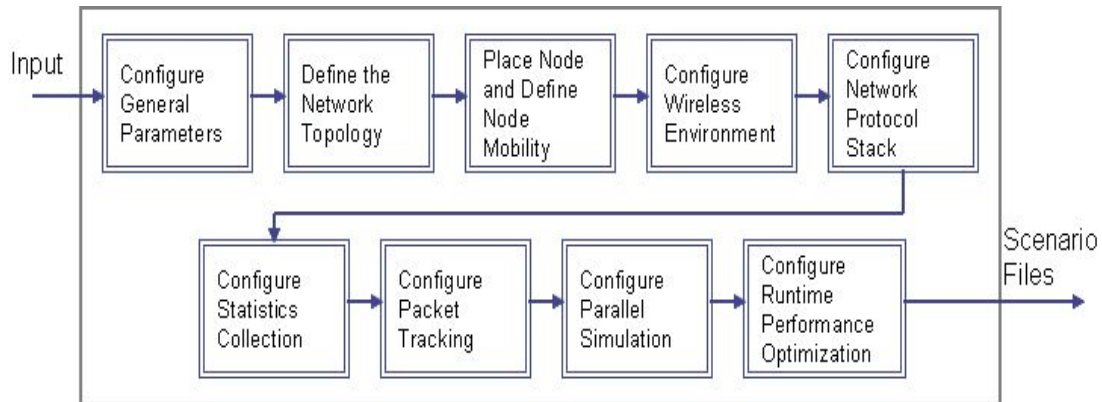 Input
Configure
General
Parameters
Define the
Network
Topology
Place Node
and Define
Node
Mobility
Configure
Wireless
Environment
Configure
Network
Protocol
Stack
Configure
Statistics
Collection
Configure
Packet
Tracking
Configure
Parallel
Simulation
Configure
Runtime
Performance
Optimization
Scenario
Files